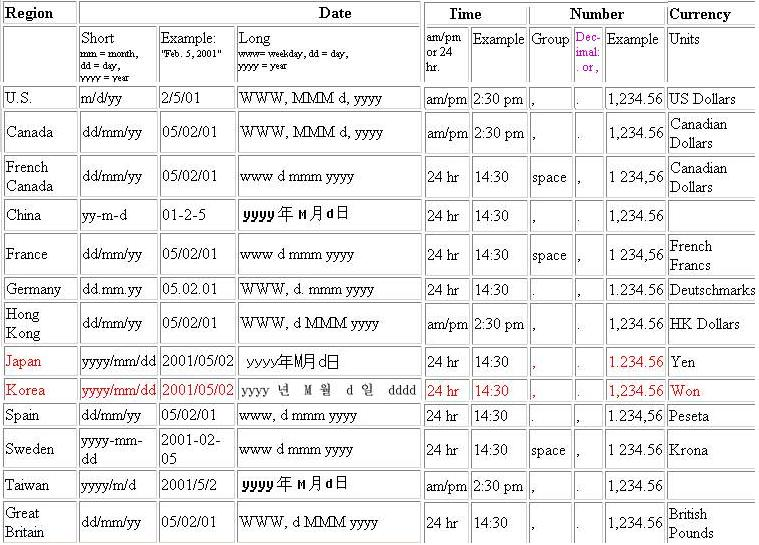 Region Date Time Number Currency
Short
mm = month,
dd = day,
yyyy = year
Example:
"Feb. 5, 2001"
Long
www= weekday, dd = day,
yyyy = year
am/pm
or 24
hr.
Example
Group
Dec-
imal:
. or ,
Example
Units
U.S. m/d/yy 2/5/01 WWW, MMM d, yyyy am/pm 2:30 pm , . 1,234.56 US Dollars
Canada dd/mm/yy 05/02/01 WWW, MMM d, yyyy am/pm 2:30 pm , . 1,234.56 Canadian
Dollars
French
Canada dd/mm/yy 05/02/01 www d mmm yyyy 24 hr 14:30 space , 1 234,56 Canadian
Dollars
China yy-m-d 01-2-5 yyyy 年 M 月 d 日 24 hr 14:30 , . 1,234,56
France dd/mm/yy 05/02/01 www d mmm yyyy 24 hr 14:30 space , 1 234,56 French
Francs
Germany dd.mm.yy 05.02.01 WWW, d. mmm yyyy 24 hr 14:30 . , 1.234.56 Deutschmarks
Hong
Kong dd/mm/yy 05/02/01 WWW, d MMM yyyy am/pm 2:30 pm , . 1,234.56 HK Dollars
Japan yyyy/mm/dd 2001/05/02 yyyy年M月d日 24 hr 14:30 , . 1.234.56 Yen
Korea yyyy/mm/dd 2001/05/02 yyyy 년 M 월 d 일 dddd 24 hr 14:30 , . 1,234.56 Won
Spain dd/mm/yy 05/02/01 www, d mmm yyyy 24 hr 14:30 . , 1.234,56 Peseta
Sweden yyyy-mm-
dd 2001-02-
05 www d mmm yyyy 24 hr 14:30 space , 1 234.56 Krona
Taiwan yyyy/m/d 2001/5/2 yyyy 年 M 月 d 日 am/pm 2:30 pm , . 1,234.56
Great
Britain dd/mm/yy 05/02/01 WWW, d MMM yyyy 24 hr 14:30 , . 1,234.56 British
Pounds